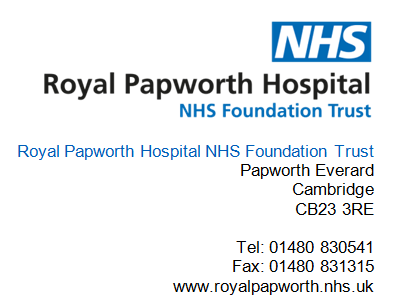 NHS
Royal Papworth Hospital
NHS Foundation Trust
Royal Papworth Hospital NHS Foundation Trust
Papworth Everard
Cambridge
CB23 3RE
Tel: 01480 830541
Fax: 01480 831315
www.royalpapworth.nhs.uk